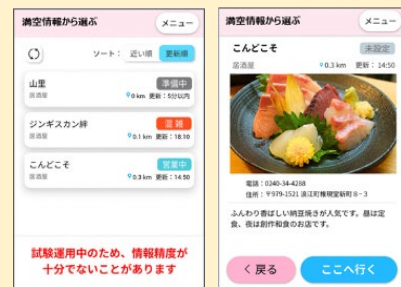 満空情報から選ぶ
メニュー
ソート： 近い順 更新順
山里
準備中
居酒屋
0 km 更新：5分以内
ジンギスカン絆
混雑
居酒屋
0.1 km 更新：18:10
こんどこそ
営業中
居酒屋
0.3 km 更新：14:50
試験運用中のため、情報精度が
十分でないことがあります
満空情報から選ぶ
メニュー
こんどこそ
未設定
居酒屋
0.3 km 更新：14:50
電話：0240-34-4288
住所：〒979-1521 浪江町権現堂新町８−３
ふんわり香ばしい納豆焼きが人気です。昼は定
食、夜は創作和食のお店です。
く戻る
ここへ行く